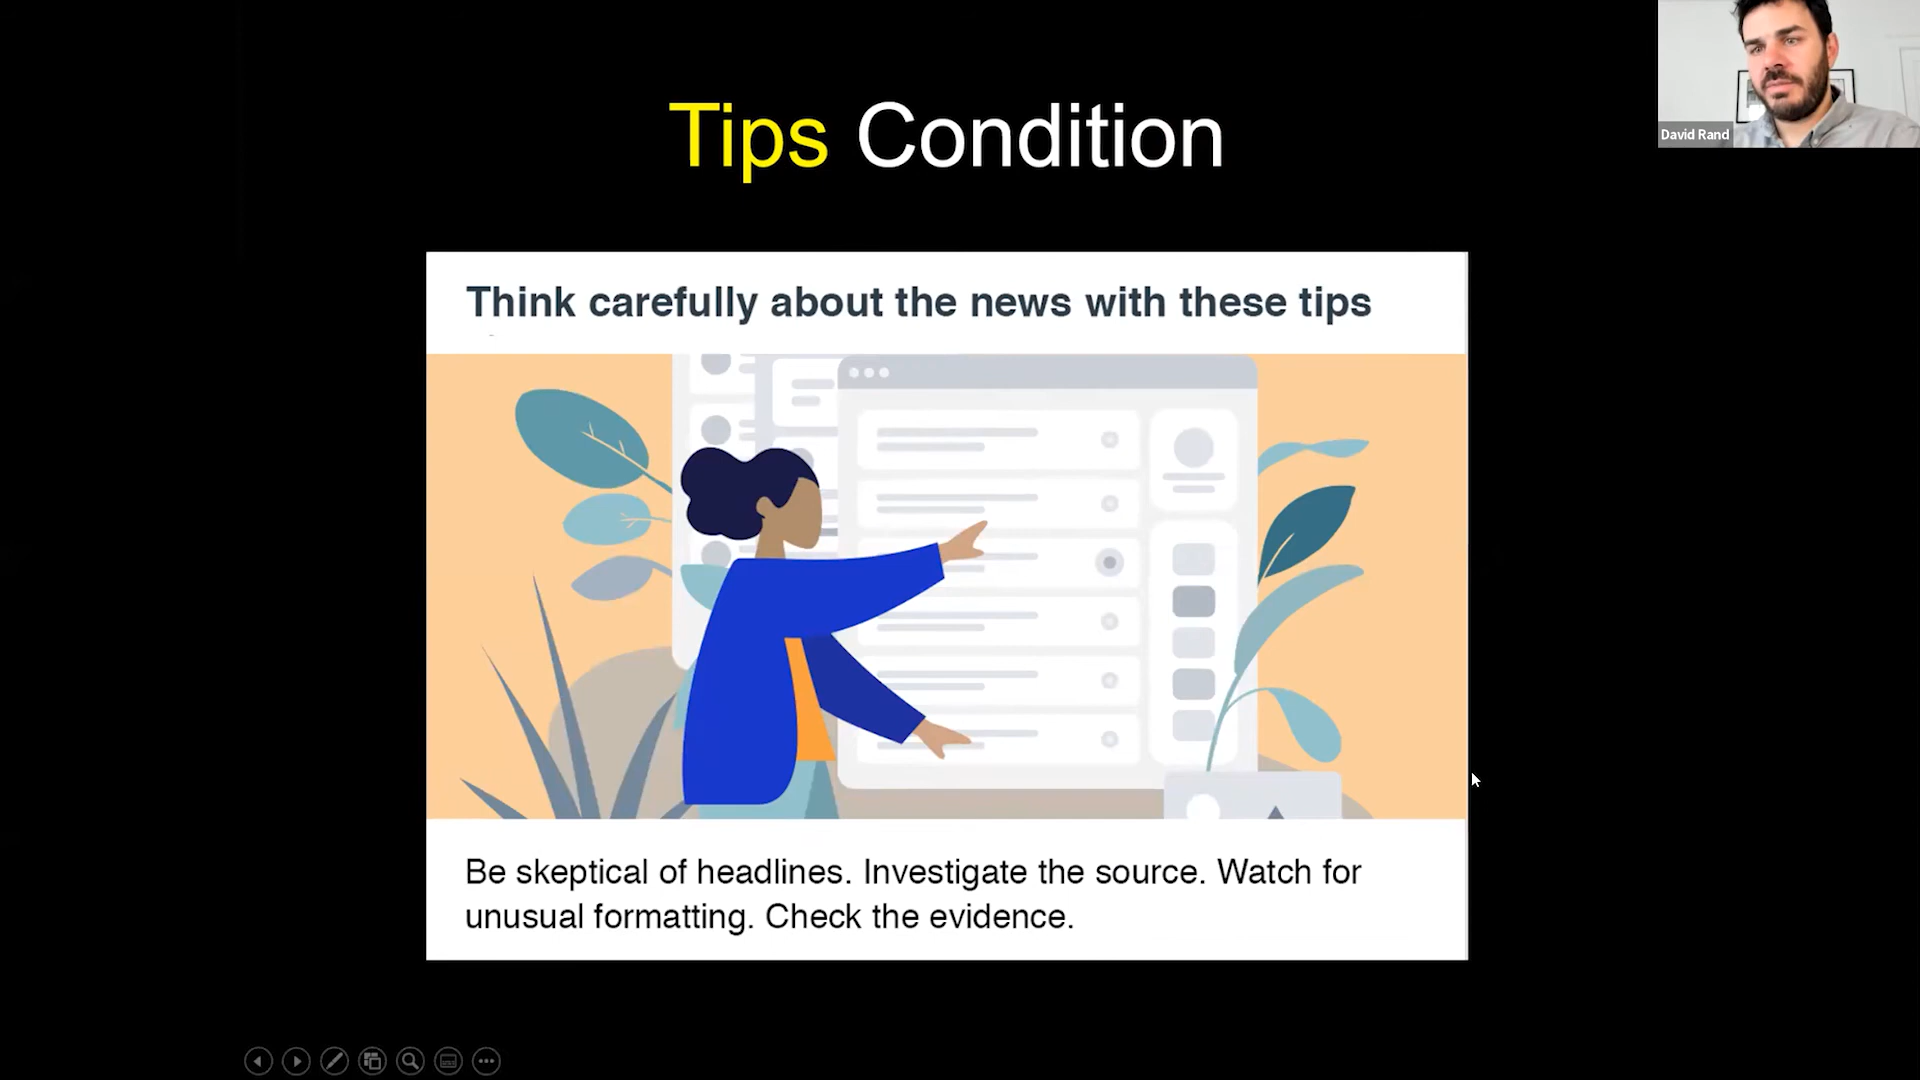 Tips Condition
David Rand
Think carefully about the news with these tips
Be skeptical of headlines. Investigate the source. Watch for
unusual formatting. Check the evidence.